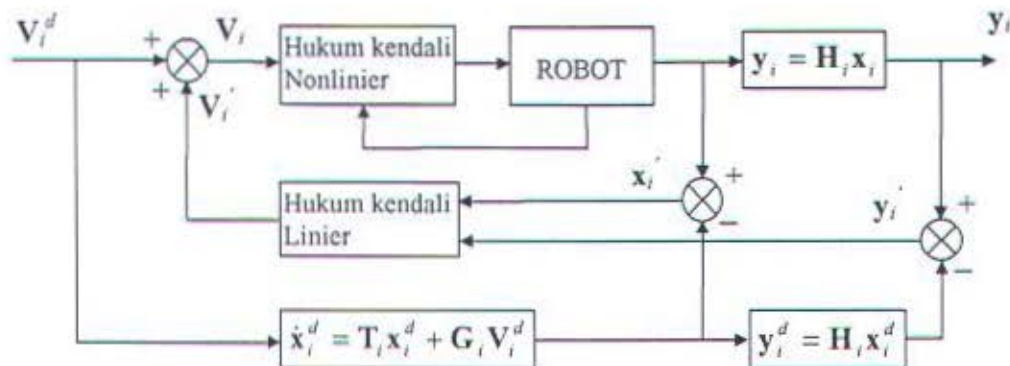 V_i^d
+
+
V_i
V_i′
Hukum kendali
Nonlinier
ROBOT
y_i = H_i x_i
y_i
x_i′
+
−
y_i′
+
−
Hukum kendali
Linier
ẋ_i^d = T_i x_i^d + G_i V_i^d
y_i^d = H_i x_i^d